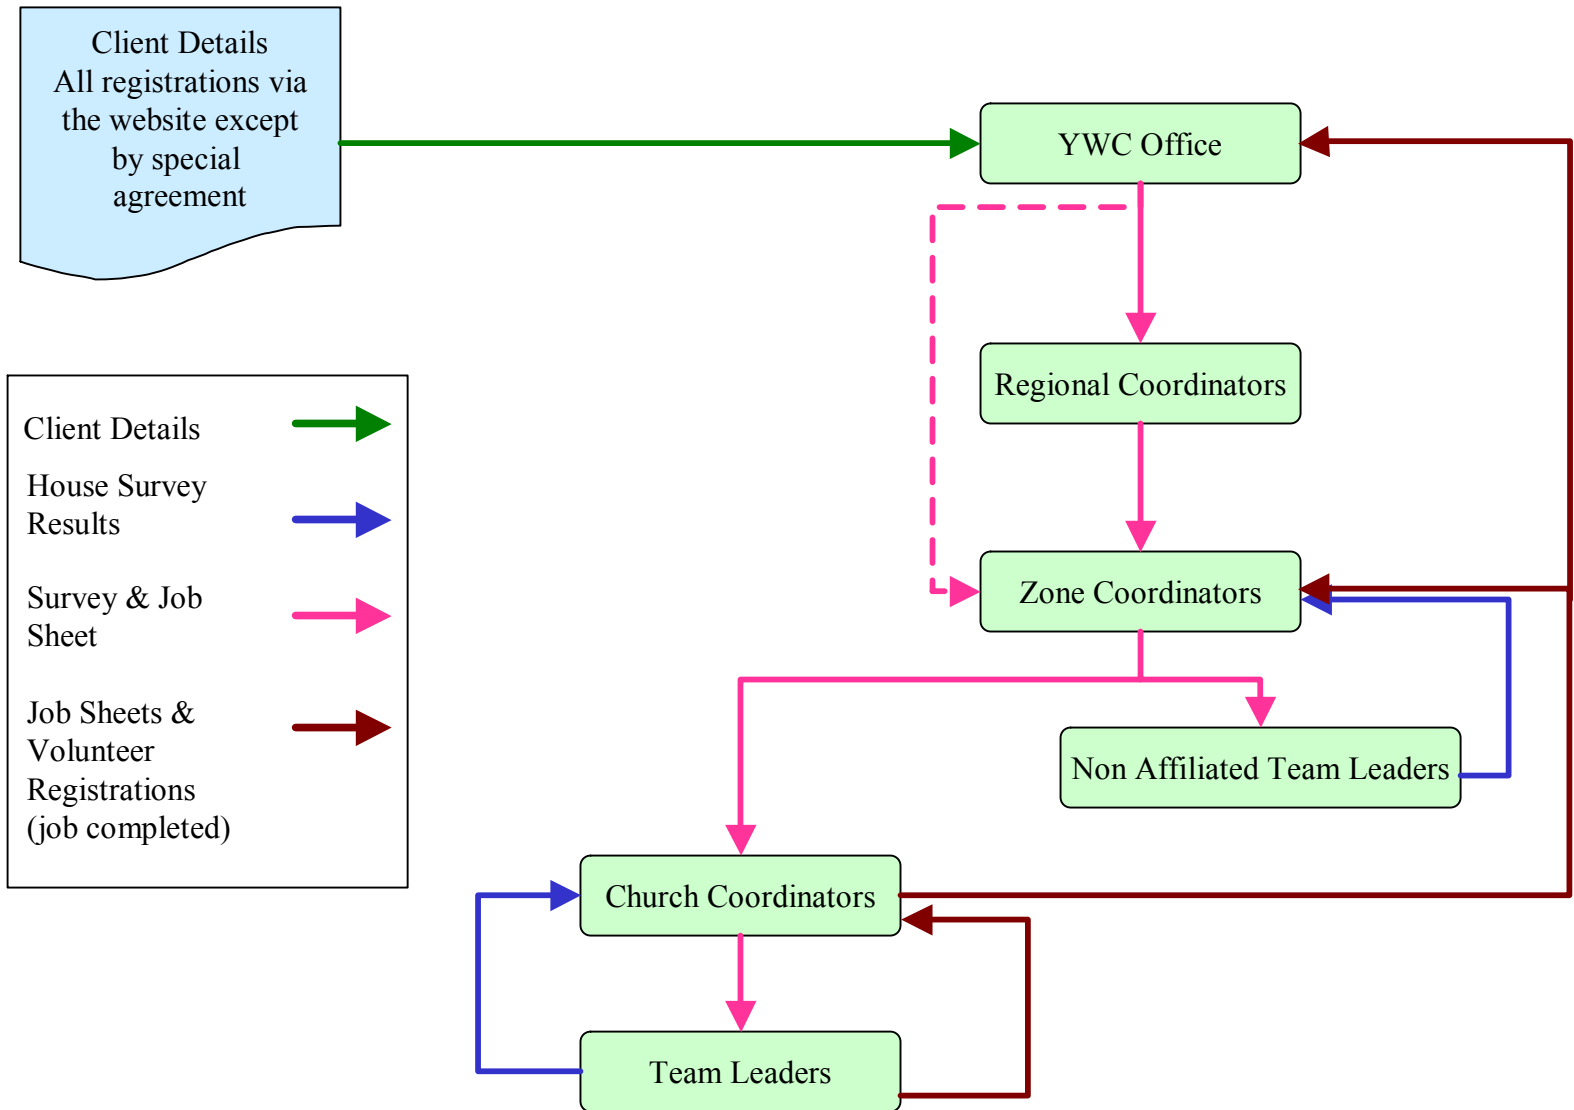 Client Details
All registrations via
the website except
by special
agreement
YWC Office
Regional Coordinators
Client Details
House Survey
Results
Survey & Job
Sheet
Job Sheets &
Volunteer
Registrations
(job completed)
Zone Coordinators
Non Affiliated Team Leaders
Church Coordinators
Team Leaders